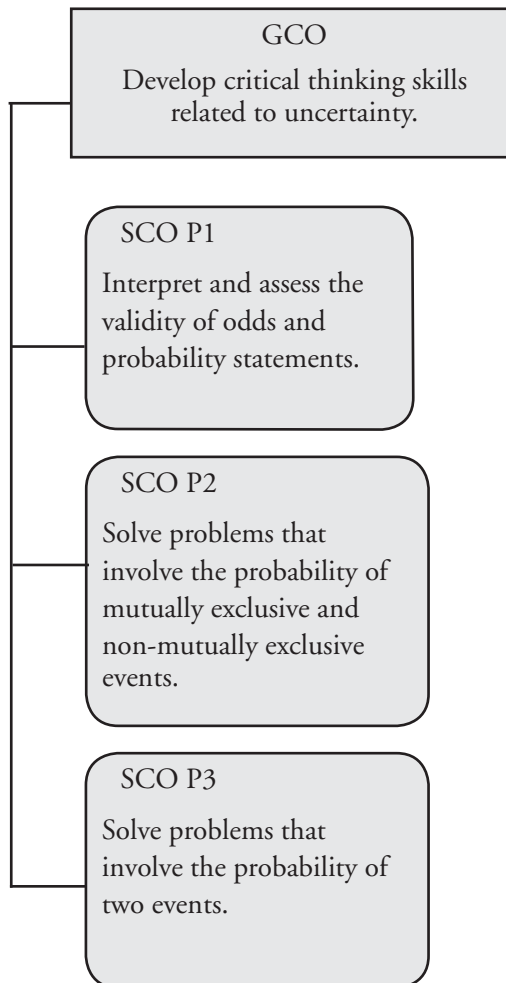 GCO
Develop critical thinking skills
related to uncertainty.
SCO P1
Interpret and assess the
validity of odds and
probability statements.
SCO P2
Solve problems that
involve the probability of
mutually exclusive and
non-mutually exclusive
events.
SCO P3
Solve problems that
involve the probability of
two events.